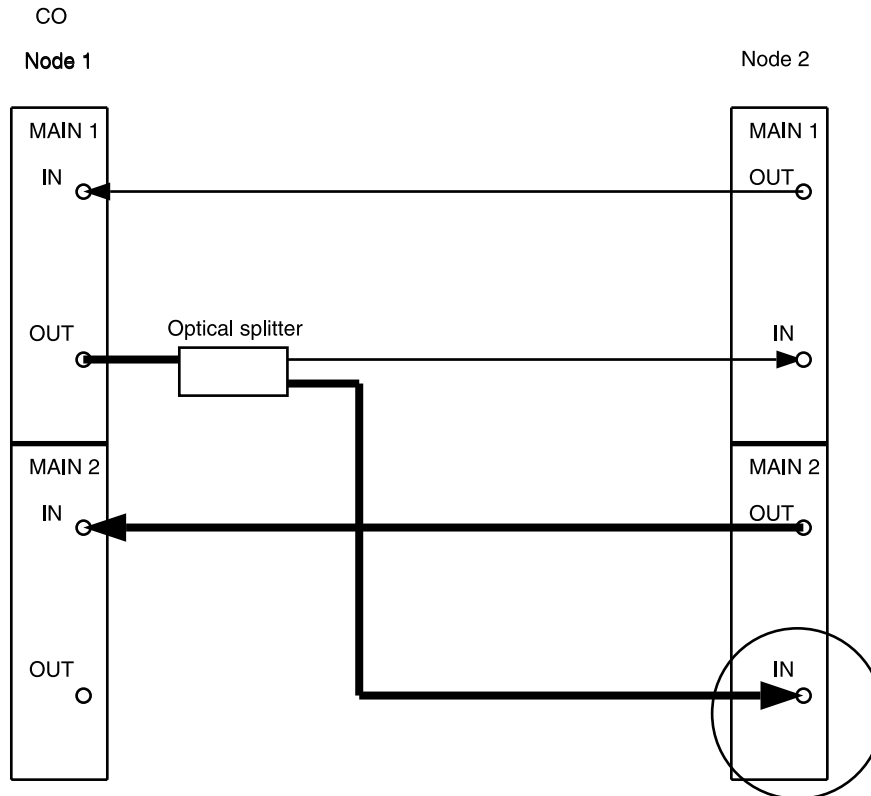 CO
Node 1
Node 2
MAIN 1
MAIN 1
IN
OUT
Optical splitter
OUT
IN
MAIN 2
MAIN 2
IN
OUT
OUT
IN